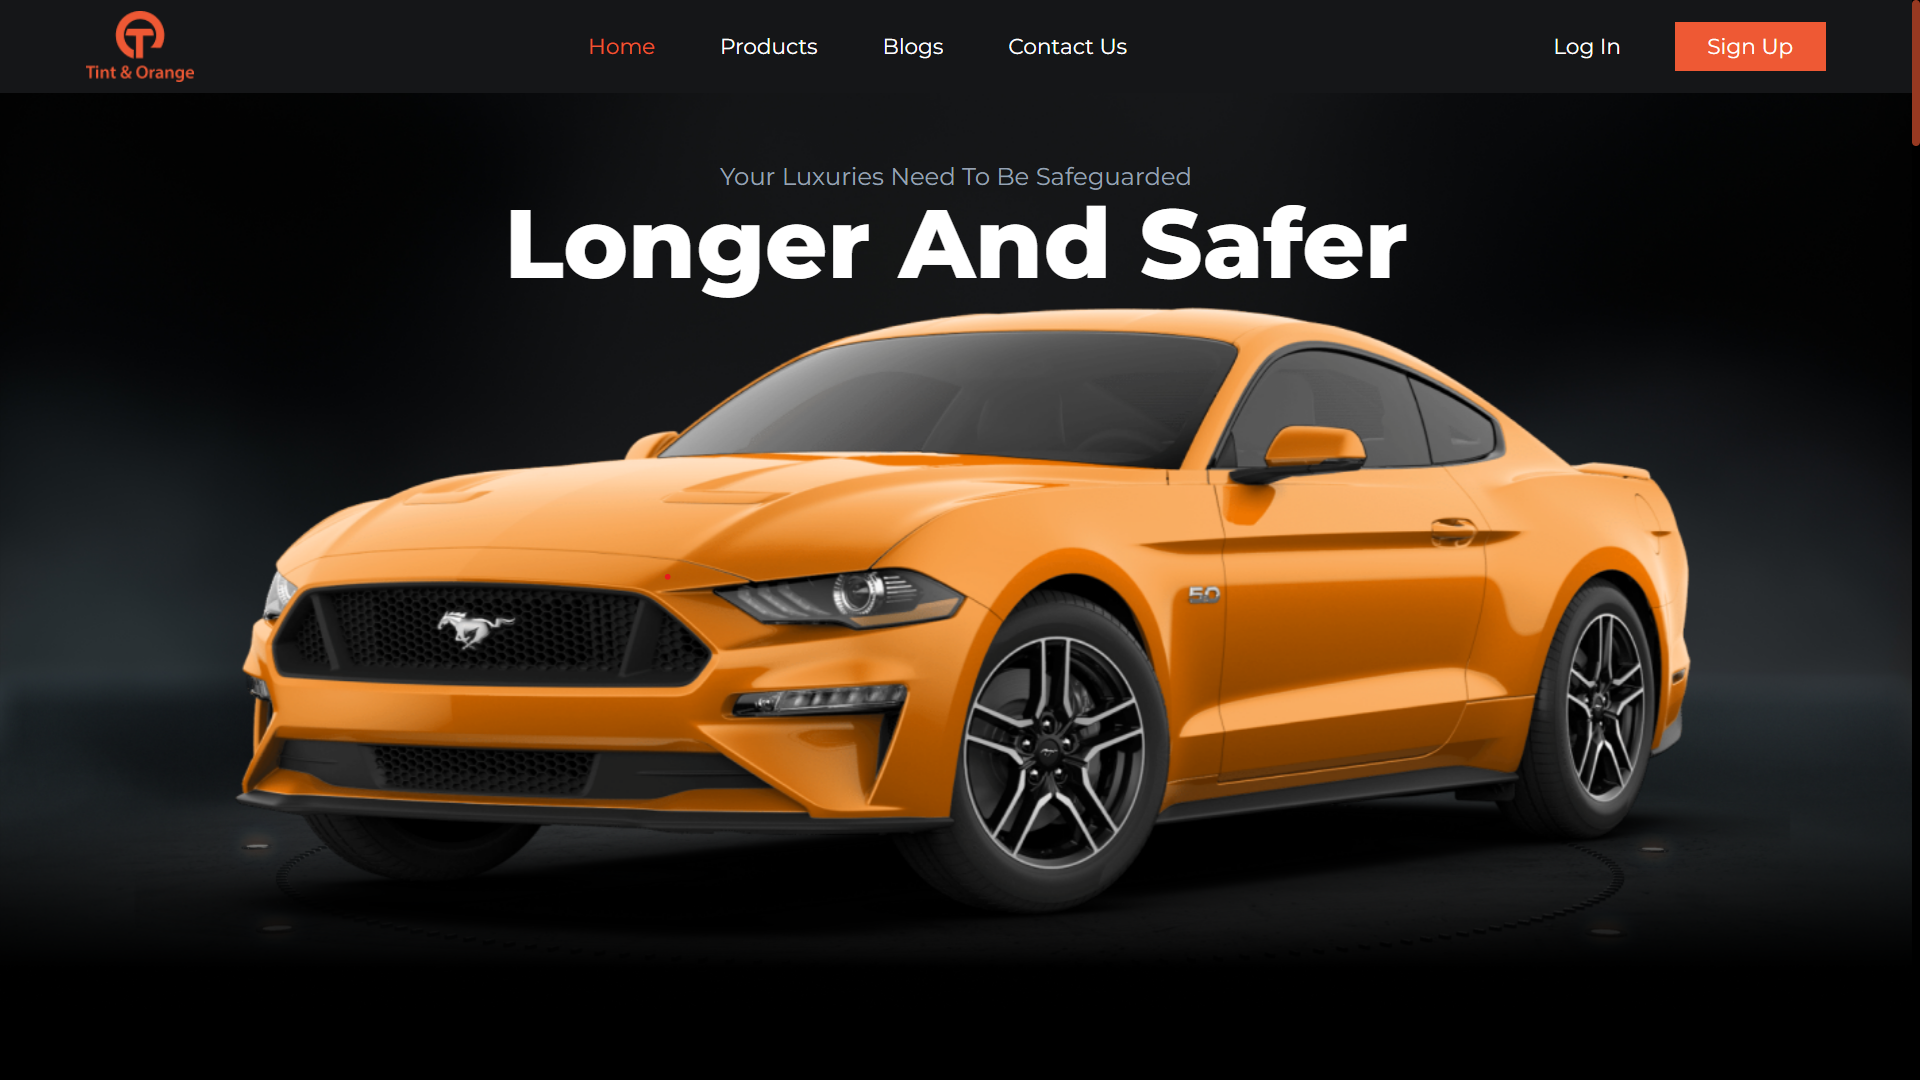 Tint & Orange
Home
Products
Blogs
Contact Us
Log In
Sign Up
Your Luxuries Need To Be Safeguarded
Longer And Safer
5.0